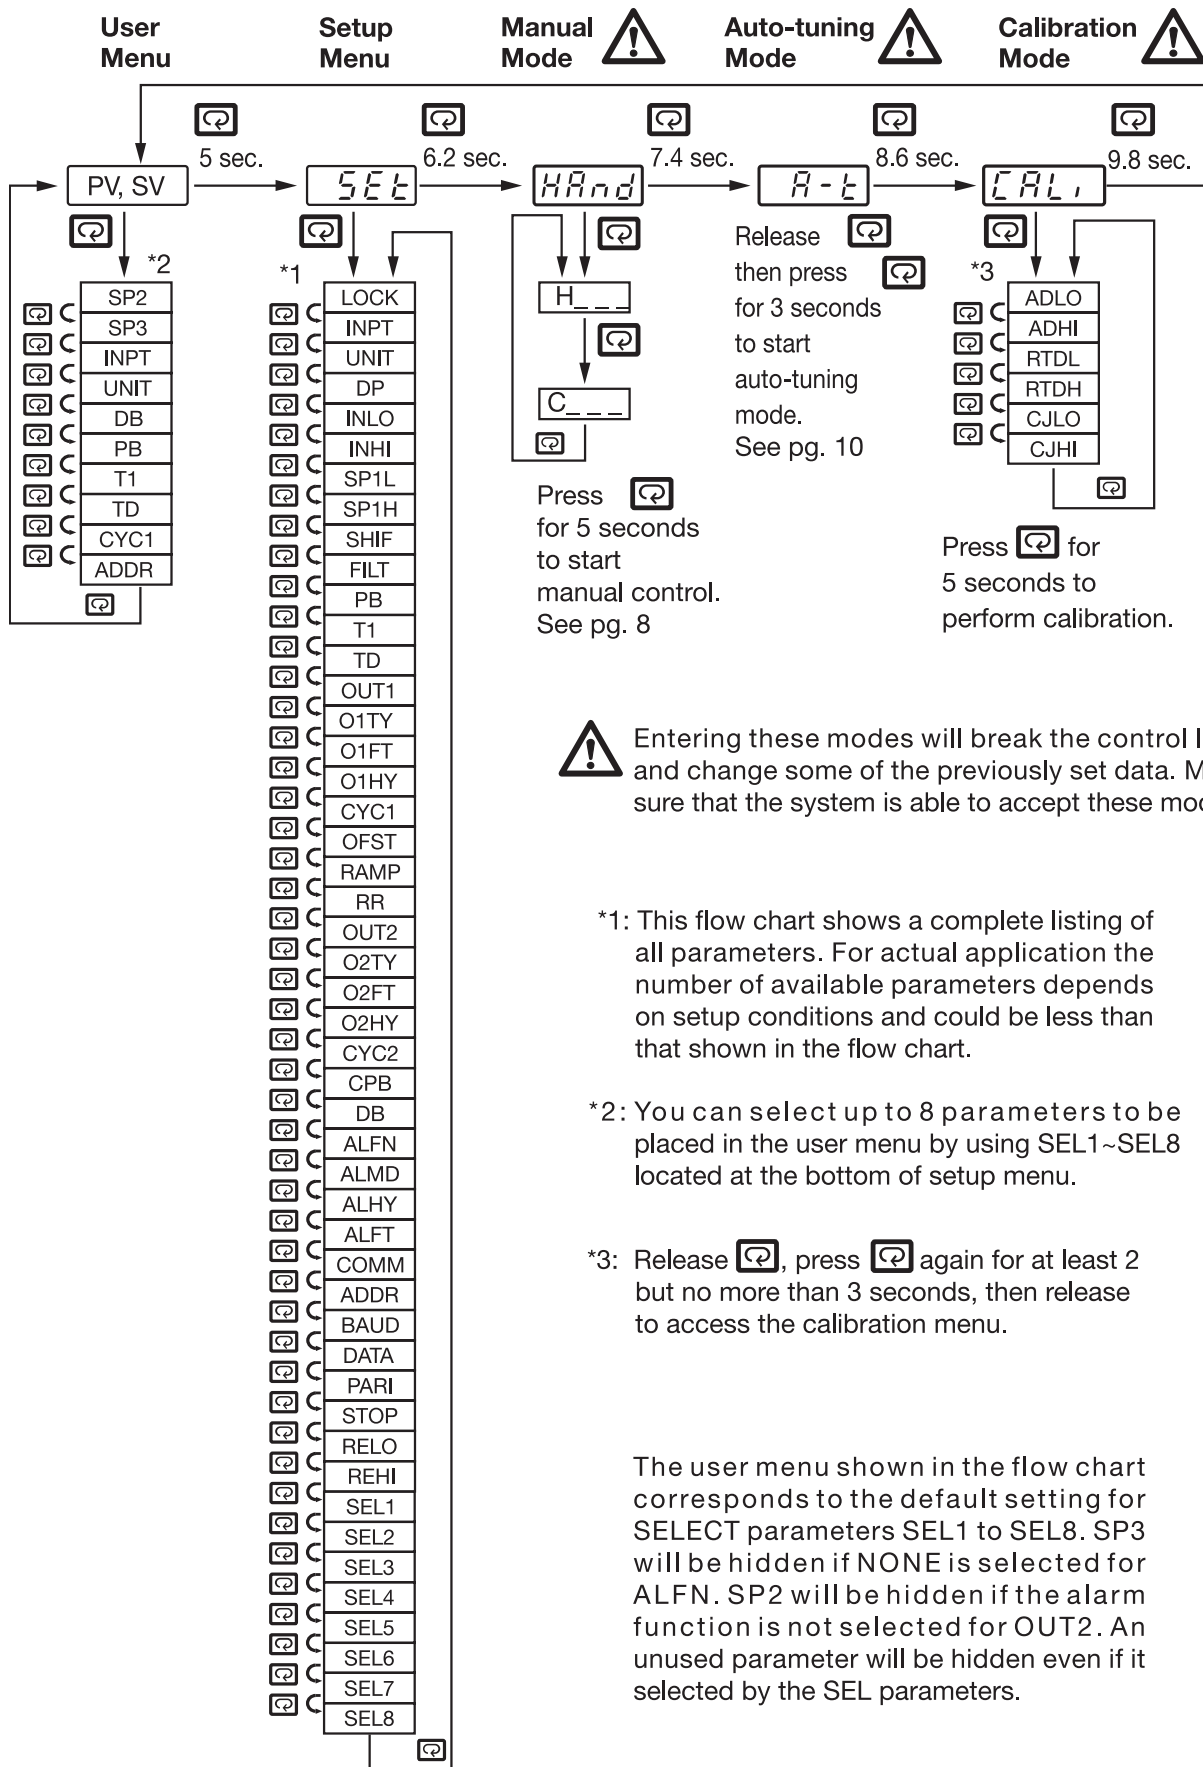 User Menu
Setup Menu
Manual Mode
Auto-tuning Mode
Calibration Mode
5 sec.
6.2 sec.
7.4 sec.
8.6 sec.
9.8 sec.
PV, SV
SEt
HAnd
A-t
CALi
*2
SP2
SP3
INPT
UNIT
DB
PB
T1
TD
CYC1
ADDR
*1
LOCK
INPT
UNIT
DP
INLO
INHI
SP1L
SP1H
SHIF
FILT
PB
T1
TD
OUT1
O1TY
O1FT
O1HY
CYC1
OFST
RAMP
RR
OUT2
O2TY
O2FT
O2HY
CYC2
CPB
DB
ALFN
ALMD
ALHY
ALFT
COMM
ADDR
BAUD
DATA
PARI
STOP
RELO
REHI
SEL1
SEL2
SEL3
SEL4
SEL5
SEL6
SEL7
SEL8
H_ _ _
C_ _ _
Press
for 5 seconds
to start
manual control.
See pg. 8
Release
then press
for 3 seconds
to start
auto-tuning
mode.
See pg. 10
*3
ADLO
ADHI
RTDL
RTDH
CJLO
CJHI
Press for
5 seconds to
perform calibration.
Entering these modes will break the control
and change some of the previously set data.
sure that the system is able to accept these
*1: This flow chart shows a complete listing of
all parameters. For actual application the
number of available parameters depends
on setup conditions and could be less than
that shown in the flow chart.
*2: You can select up to 8 parameters to be
placed in the user menu by using SEL1~SEL8
located at the bottom of setup menu.
*3: Release , press again for at least 2
but no more than 3 seconds, then release
to access the calibration menu.
The user menu shown in the flow chart
corresponds to the default setting for
SELECT parameters SEL1 to SEL8. SP3
will be hidden if NONE is selected for
ALFN. SP2 will be hidden if the alarm
function is not selected for OUT2. An
unused parameter will be hidden even if it
selected by the SEL parameters.